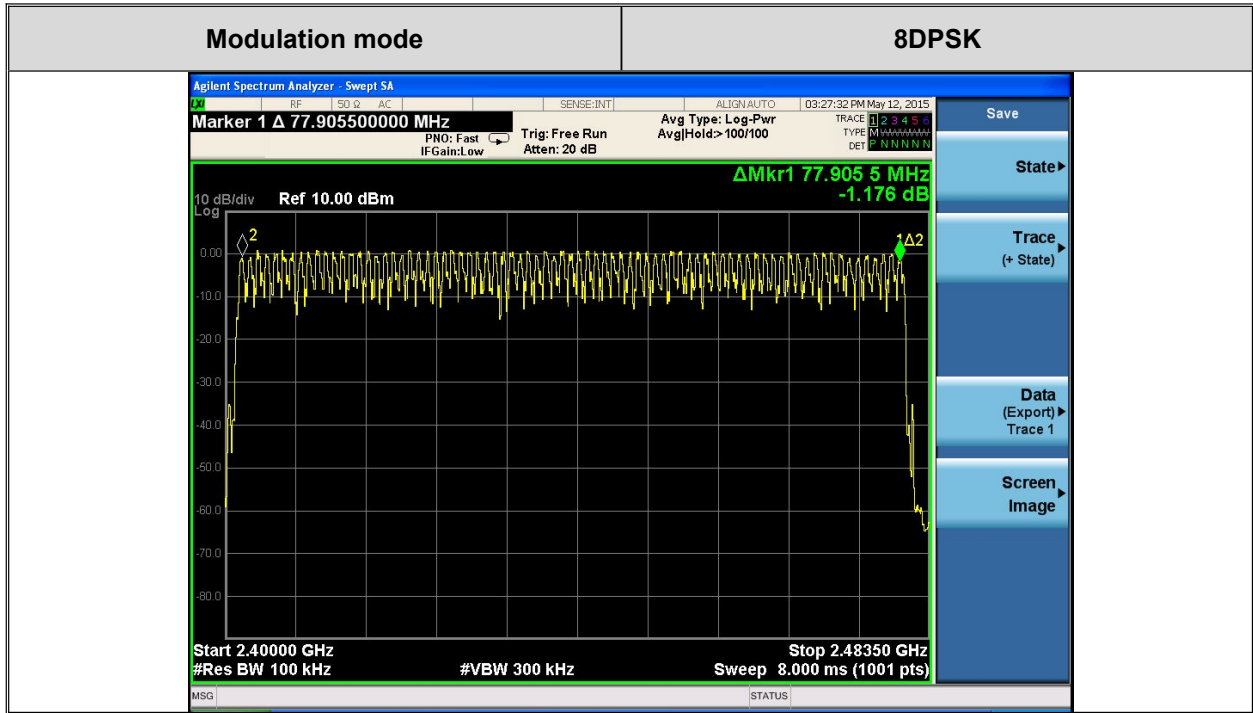 Modulation mode 8DPSK
Agilent Spectrum Analyzer - Swept SA
LXI RF 50 Ω AC SENSE:INT ALIGN AUTO 03:27:32 PM May 12, 2015
Marker 1 Δ 77.905500000 MHz
PNO: Fast
IFGain:Low
Trig: Free Run
Atten: 20 dB
Avg Type: Log-Pwr
Avg|Hold:>100/100
TRACE 1 2 3 4 5 6
TYPE M
DET P N N N N N
ΔMkr1 77.905 5 MHz
-1.176 dB
10 dB/div Ref 10.00 dBm
Log
2
1Δ2
0.00
-10.0
-20.0
-30.0
-40.0
-50.0
-60.0
-70.0
-80.0
Start 2.40000 GHz Stop 2.48350 GHz
#Res BW 100 kHz #VBW 300 kHz Sweep 8.000 ms (1001 pts)
MSG STATUS
Save
State
Trace
(+ State)
Data
(Export)
Trace 1
Screen
Image